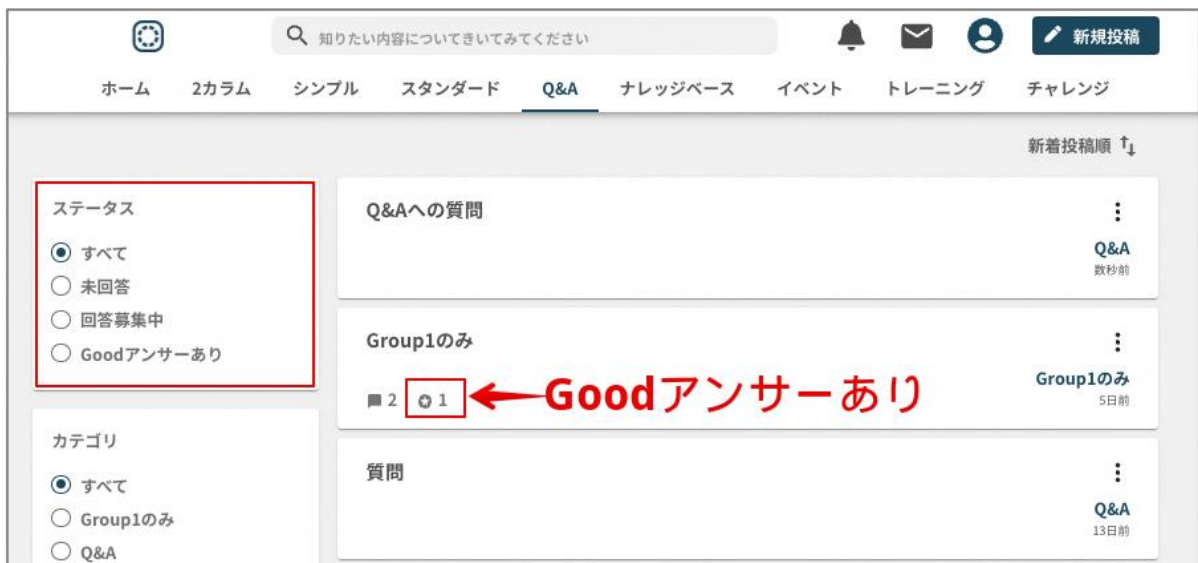 知りたい内容についてきいてみてください
新規投稿
ホーム 2カラム シンプル スタンダード Q&A ナレッジベース イベント トレーニング チャレンジ
新着投稿順
ステータス
すべて
未回答
回答募集中
Goodアンサーあり
カテゴリ
すべて
Group1のみ
Q&A
Q&Aへの質問
Q&A
数秒前
Group1のみ
2 1
Goodアンサーあり
Group1のみ
5日前
質問
Q&A
13日前